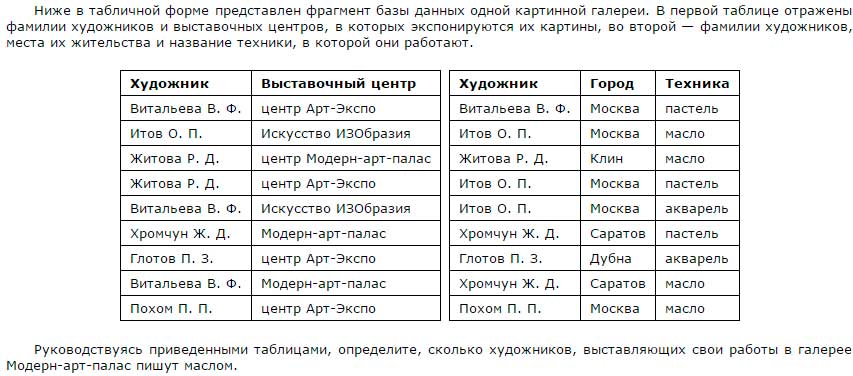 Ниже в табличной форме представлен фрагмент базы данных одной картинной галереи. В первой таблице отражены
фамилии художников и выставочных центров, в которых экспонируются их картины, во второй — фамилии художников,
места их жительства и название техники, в которой они работают.
Художник Выставочный центр Художник Город Техника
Витальева В. Ф. центр Арт-Экспо Витальева В. Ф. Москва пастель
Итов О. П. Искусство ИЗОбразия Итов О. П. Москва масло
Житова Р. Д. центр Модерн-арт-палас Житова Р. Д. Клин масло
Житова Р. Д. центр Арт-Экспо Итов О. П. Москва пастель
Витальева В. Ф. Искусство ИЗОбразия Итов О. П. Москва акварель
Хромчун Ж. Д. Модерн-арт-палас Хромчун Ж. Д. Саратов пастель
Глотов П. З. центр Арт-Экспо Глотов П. З. Дубна акварель
Витальева В. Ф. Модерн-арт-палас Хромчун Ж. Д. Саратов масло
Похом П. П. центр Арт-Экспо Похом П. П. Москва масло
Руководствуясь приведенными таблицами, определите, сколько художников, выставляющих свои работы в галерее
Модерн-арт-палас пишут маслом.